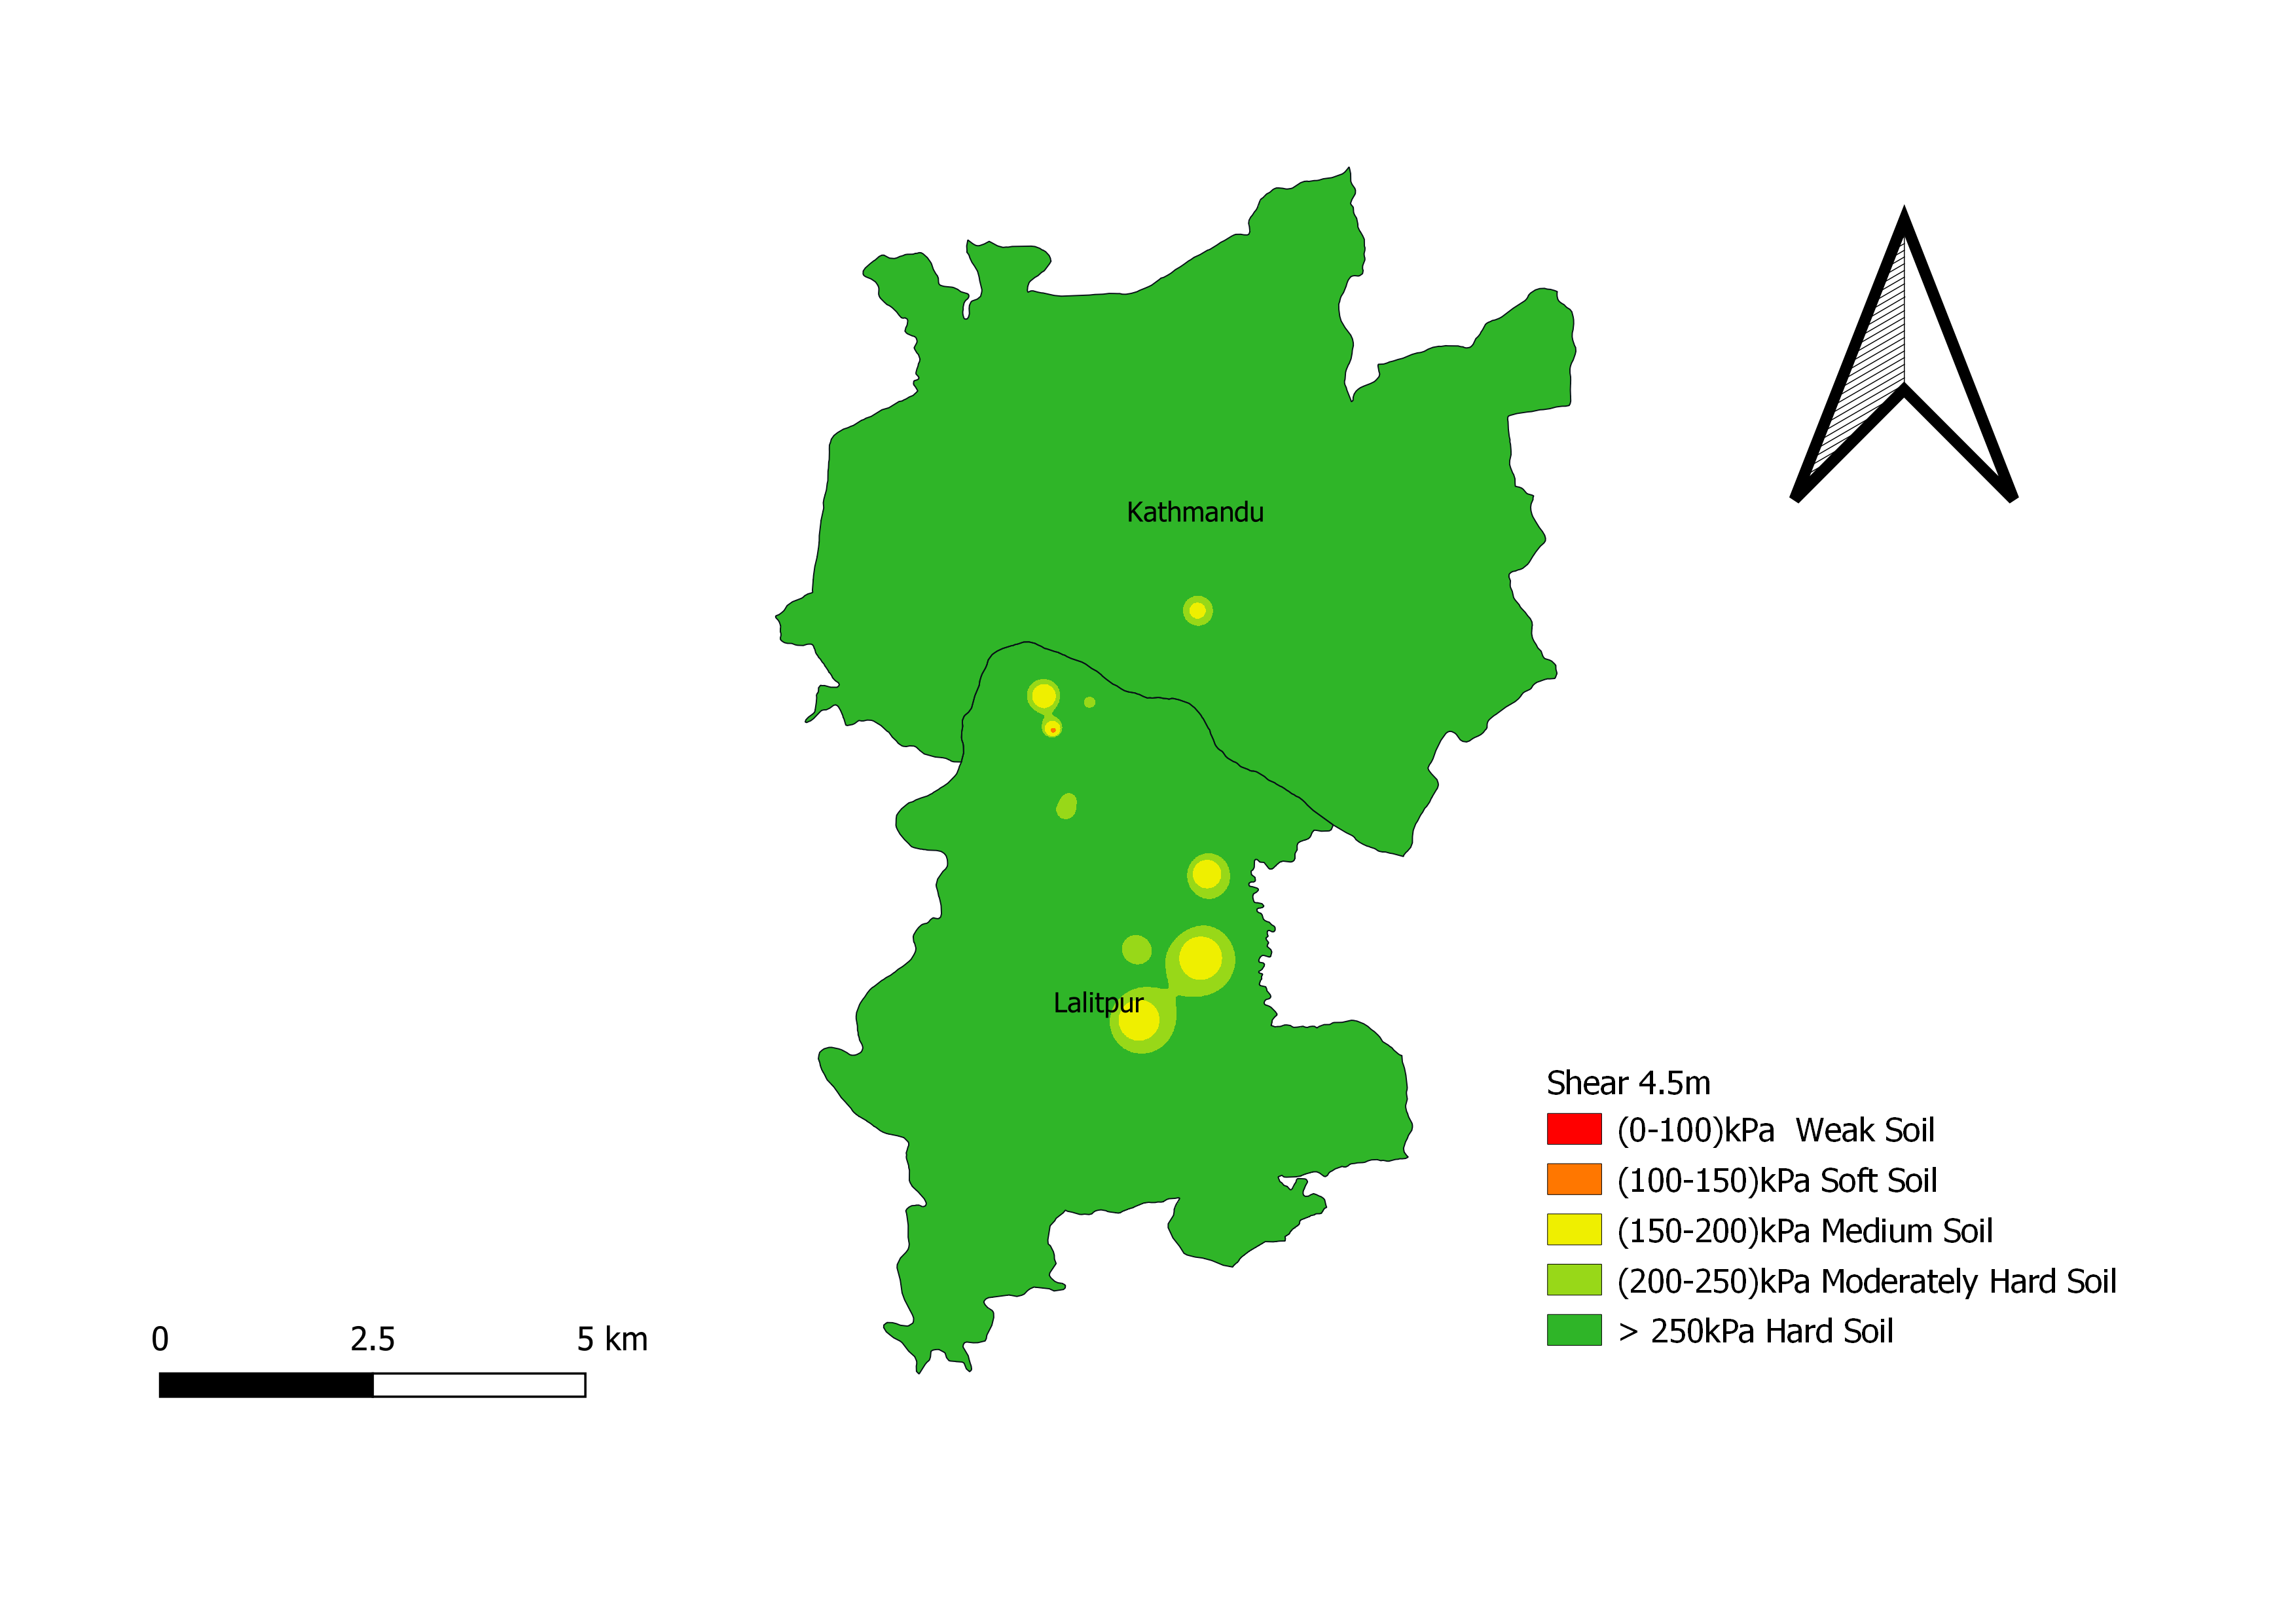 Kathmandu
Lalitpur
Shear 4.5m
(0-100)kPa  Weak Soil
(100-150)kPa Soft Soil
(150-200)kPa Medium Soil
(200-250)kPa Moderately Hard Soil
> 250kPa Hard Soil
0 2.5 5 km